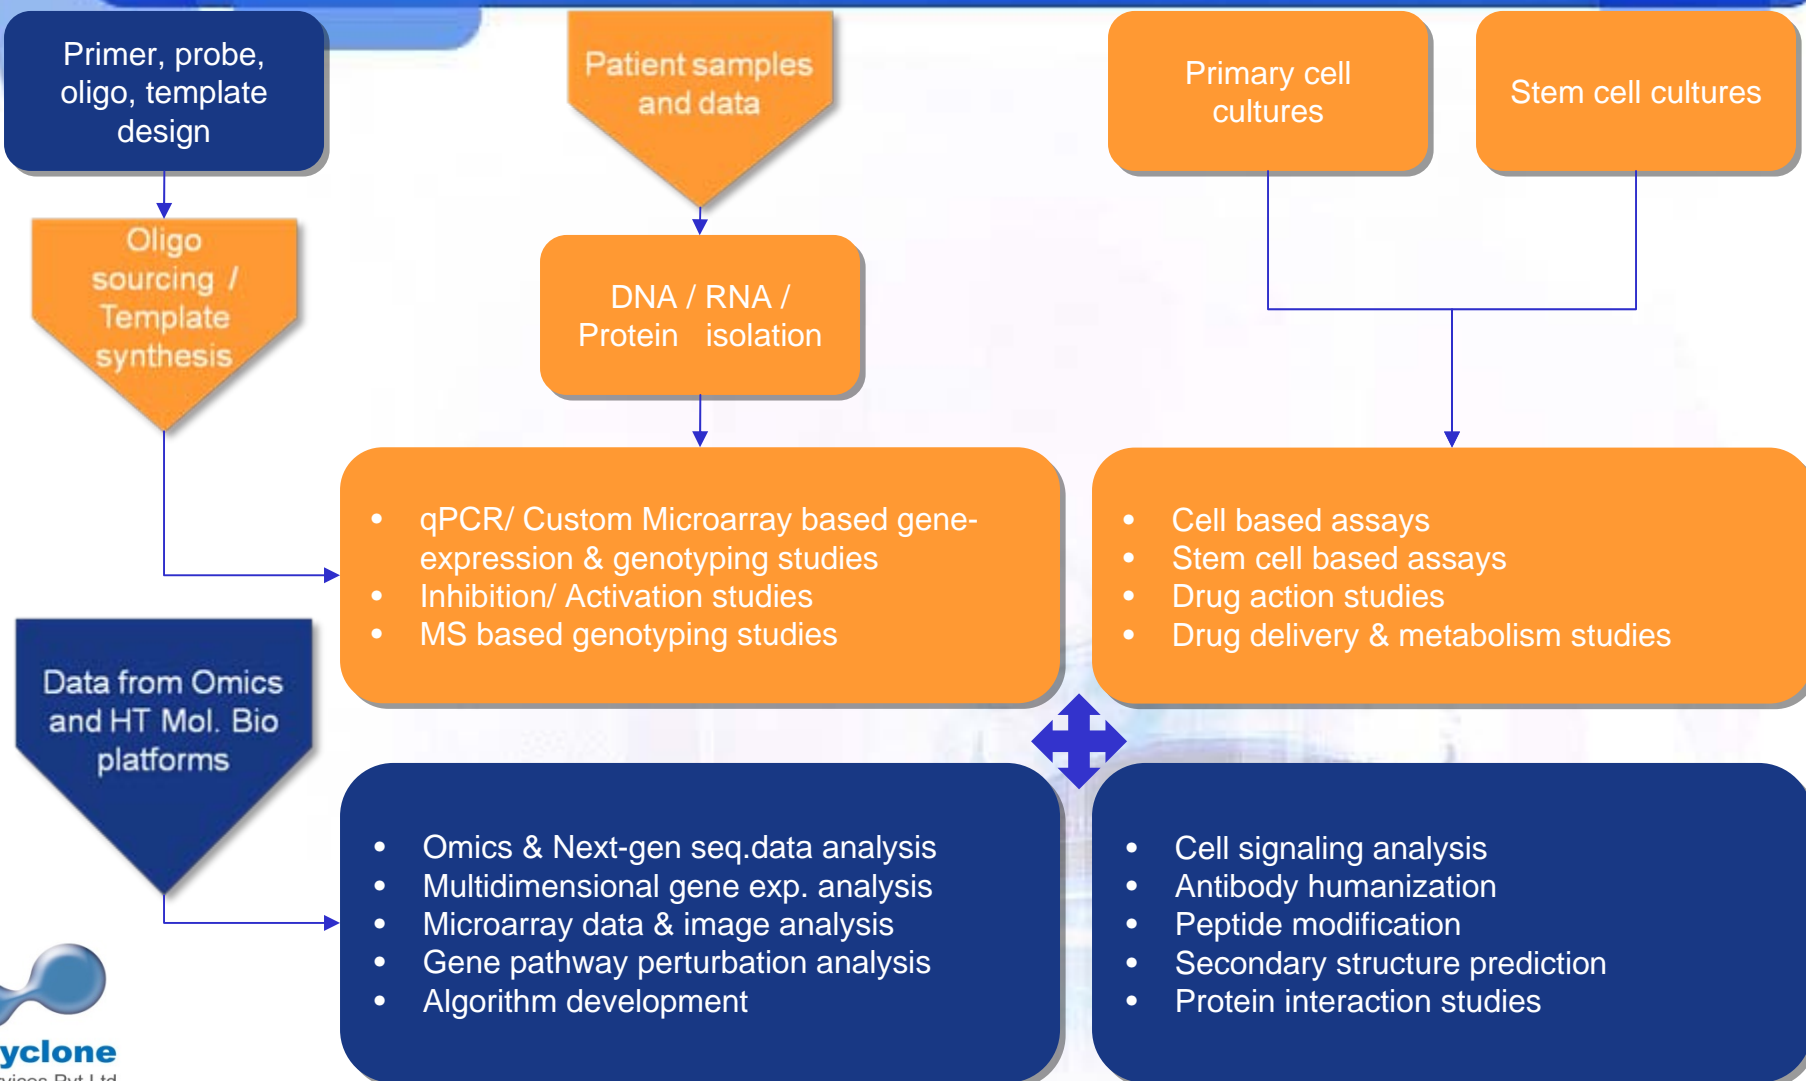 Primer, probe,
oligo, template
design
Patient samples
and data
Primary cell
cultures
Stem cell cultures
Oligo
sourcing /
Template
synthesis
DNA / RNA /
Protein isolation
• qPCR/ Custom Microarray based gene-
expression & genotyping studies
• Inhibition/ Activation studies
• MS based genotyping studies
• Cell based assays
• Stem cell based assays
• Drug action studies
• Drug delivery & metabolism studies
Data from Omics
and HT Mol. Bio
platforms
• Omics & Next-gen seq.data analysis
• Multidimensional gene exp. analysis
• Microarray data & image analysis
• Gene pathway perturbation analysis
• Algorithm development
• Cell signaling analysis
• Antibody humanization
• Peptide modification
• Secondary structure prediction
• Protein interaction studies
yclone
Pvt Ltd